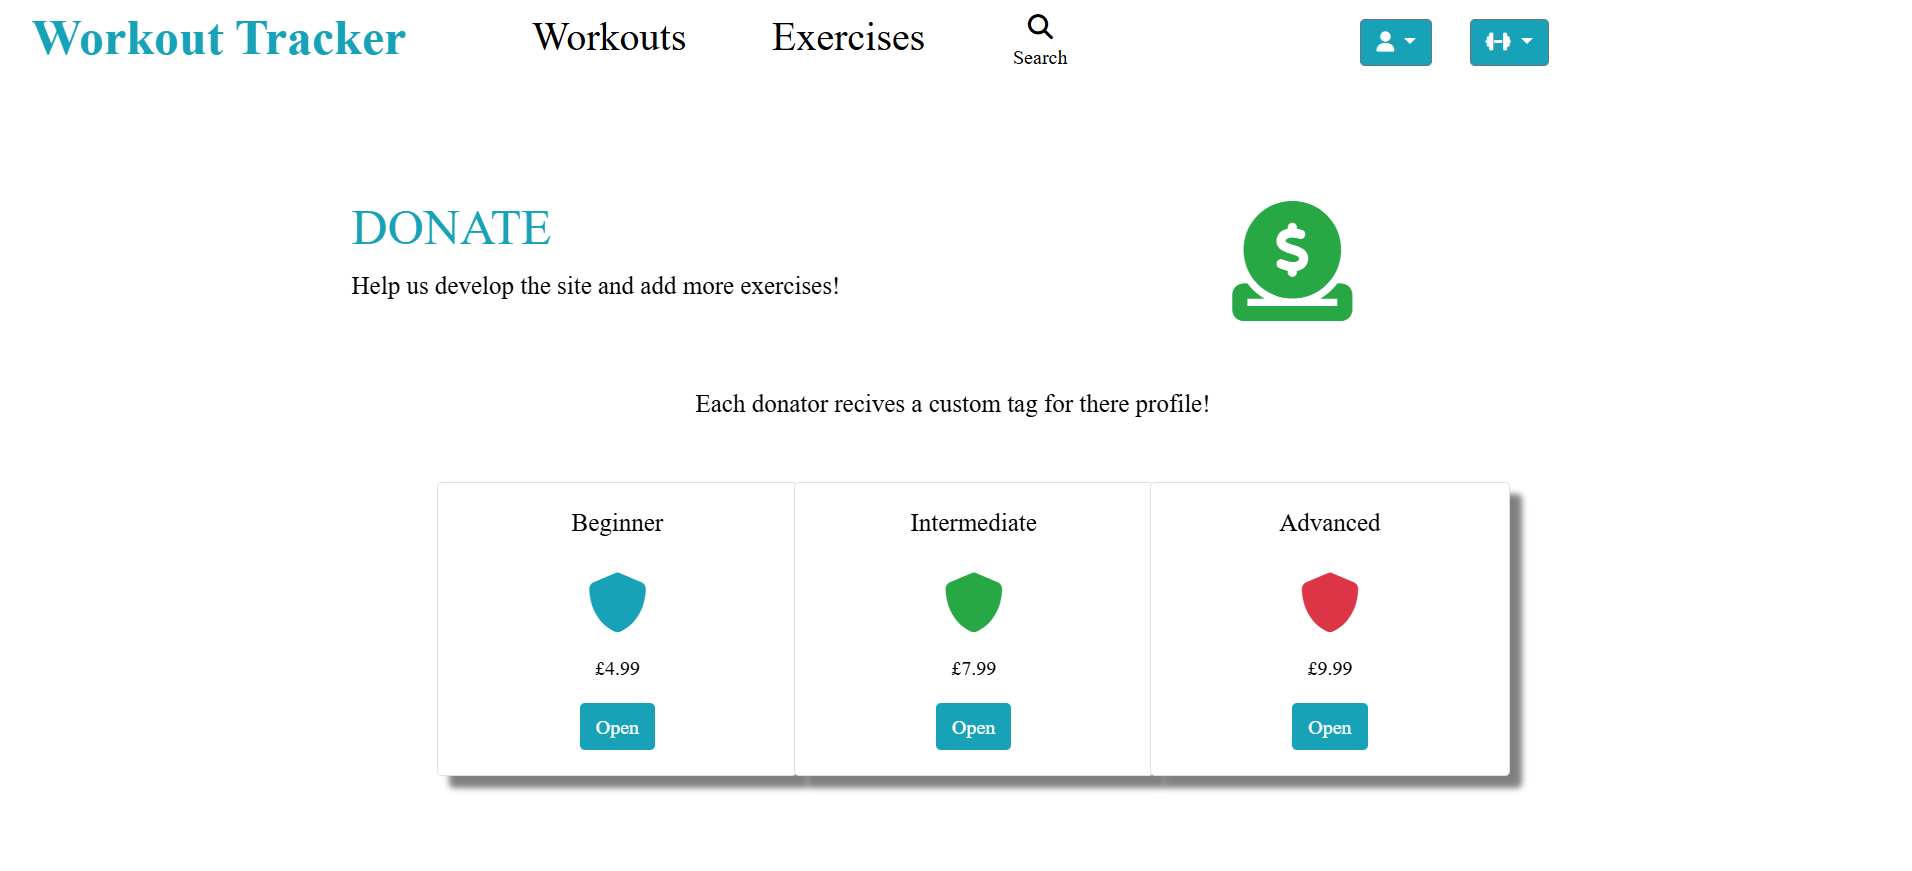 Workout Tracker
Workouts
Exercises
Search
DONATE
Help us develop the site and add more exercises!
$
Each donator recives a custom tag for there profile!
Beginner
Intermediate
Advanced
£4.99
£7.99
£9.99
Open
Open
Open